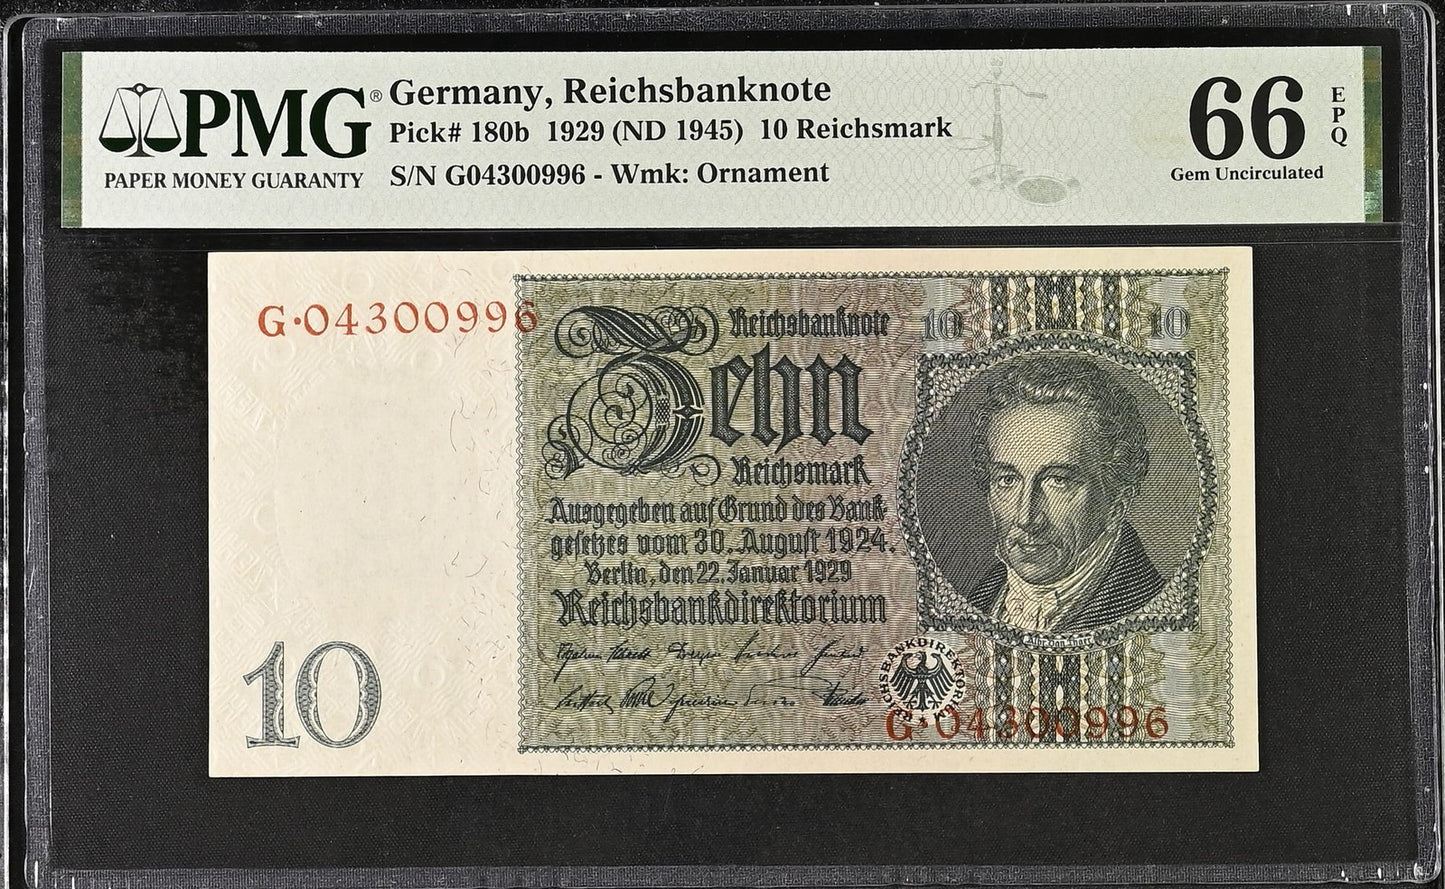 PMG®
PAPER MONEY GUARANTY
Germany, Reichsbanknote
Pick# 180b 1929 (ND 1945) 10 Reichsmark
S/N G04300996 - Wmk: Ornament
66
EPQ
Gem Uncirculated
G·04300996
Reichsbanknote
10
10
Zehn
Reichsmark
Ausgegeben auf Grund des Bank-
gesetzes vom 30. August 1924.
Berlin, den 22. Januar 1929
Reichsbankdirektorium
REICHSBANKDIREKTORIUM
G·04300996
10